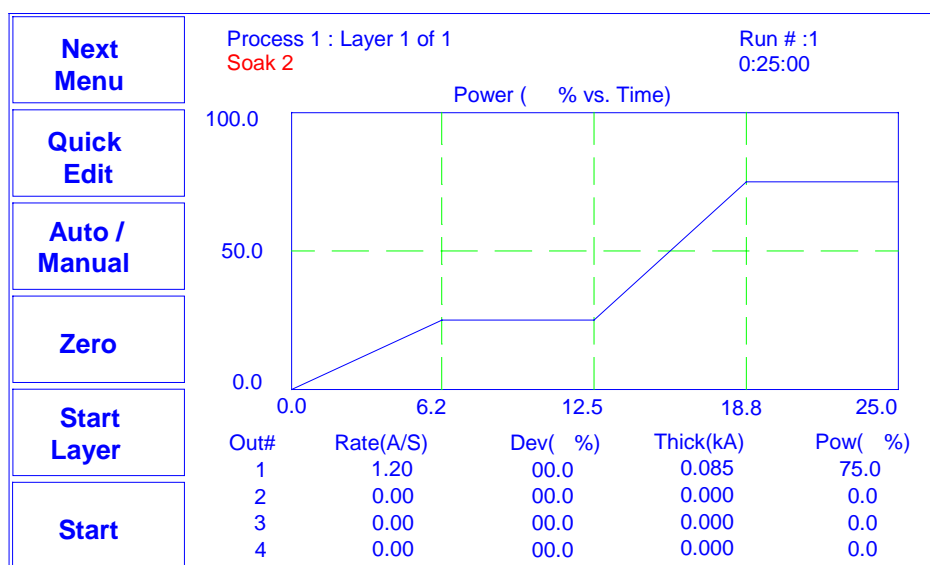 Next
Menu
Quick
Edit
Auto /
Manual
Zero
Start
Layer
Start
Process 1 : Layer 1 of 1
Run # :1
Soak 2
0:25:00
Power ( % vs. Time)
100.0
50.0
0.0
0.0 6.2 12.5 18.8 25.0
Out# Rate(A/S) Dev( %) Thick(kA) Pow( %)
1 1.20 00.0 0.085 75.0
2 0.00 00.0 0.000 0.0
3 0.00 00.0 0.000 0.0
4 0.00 00.0 0.000 0.0